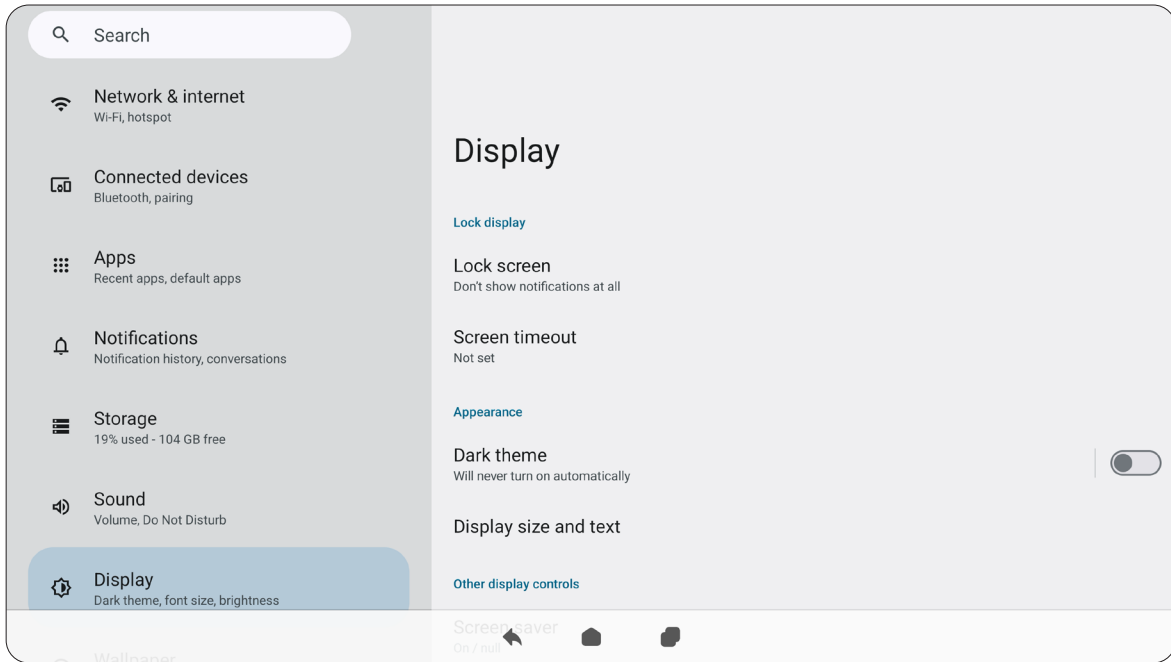 Search
Network & internet
Wi-Fi, hotspot
Connected devices
Bluetooth, pairing
Apps
Recent apps, default apps
Notifications
Notification history, conversations
Storage
19% used - 104 GB free
Sound
Volume, Do Not Disturb
Display
Dark theme, font size, brightness
Wallpaper
Display
Lock display
Lock screen
Don't show notifications at all
Screen timeout
Not set
Appearance
Dark theme
Will never turn on automatically
Display size and text
Other display controls
Screen saver
On / null